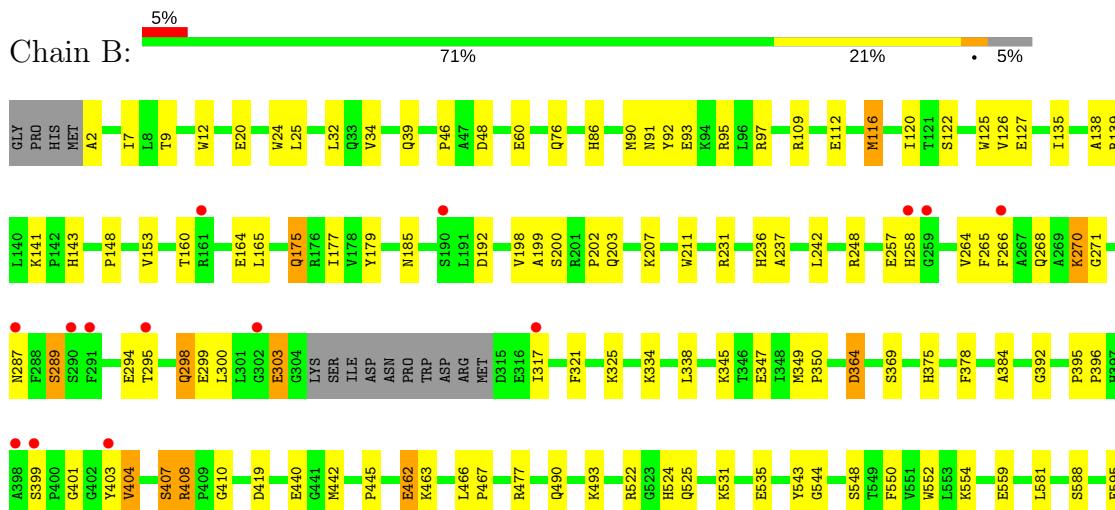 5%
Chain B:
71% 21% • 5%
GLY PRO HIS MET A2 I7 L8 T9 W12 E20 W24 L25 L32 Q33 V34 Q39 P46 A47 D48 E60 Q76 H86 M90 N91 Y92 E93 K94 R95 L96 R97 R109 E112 M116 I120 T121 S122 W125 V126 E127 I135 A138 R139
L140 K141 P142 H143 P148 V153 T160 R161 E164 L165 Q175 R176 I177 V178 Y179 N185 S190 L191 D192 V198 A199 S200 R201 P202 Q203 K207 W211 R231 H236 A237 L242 R248 E257 H258 G259 V264 F265 F266 A267 Q268 A269 K270 G271
N287 F288 S289 S290 F291 E294 T295 Q298 E299 L300 L301 G302 E303 G304 LYS SER ILE ASP ASN PRO TRP ASP ARG MET D315 E316 I317 F321 K325 K334 L338 K345 T346 E347 I348 M349 P350 D364 S369 H375 F378 A384 G392 P395 P396 H397
A398 S399 P400 G401 G402 Y403 V404 S407 R408 P409 G410 D419 E440 G441 M442 P445 E462 K463 L466 P467 R477 Q490 K493 R522 G523 H524 Q525 K531 E535 Y543 G544 S548 T549 F550 V551 W552 L553 K554 E559 L581 S588